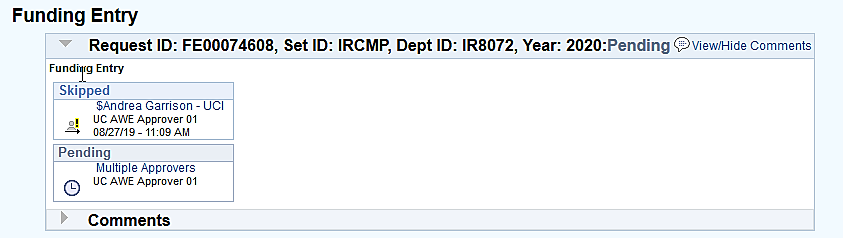 Funding Entry
Request ID: FE00074608, Set ID: IRCMP, Dept ID: IR8072, Year: 2020:Pending View/Hide Comments
Funding Entry
Skipped
$Andrea Garrison - UCI
UC AWE Approver 01
08/27/19 - 11:09 AM
Pending
Multiple Approvers
UC AWE Approver 01
Comments